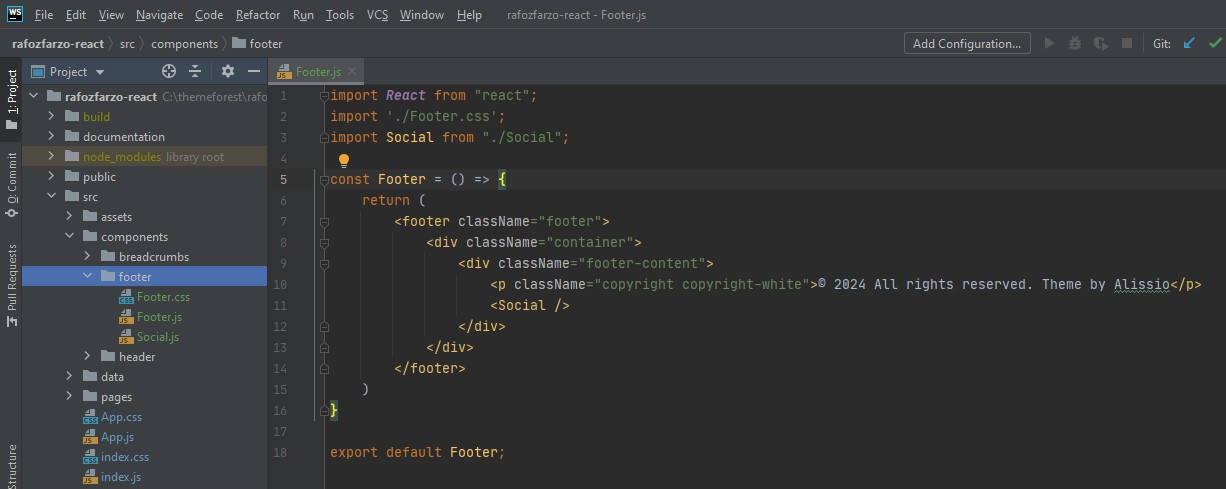 WS File Edit View Navigate Code Refactor Run Tools VCS Window Help rafozfarzo-react - Footer.js
rafozfarzo-react src components footer Add Configuration... Git:
1: Project
0: Commit
Pull Requests
Structure
Project
rafozfarzo-react C:\themeforest\rafo
build
documentation
node_modules library root
public
src
assets
components
breadcrumbs
footer
Footer.css
Footer.js
Social.js
header
data
pages
App.css
App.js
index.css
index.js
Footer.js
1 import React from "react";
2 import './Footer.css';
3 import Social from "./Social";
4
5 const Footer = () => {
6 return (
7 <footer className="footer">
8 <div className="container">
9 <div className="footer-content">
10 <p className="copyright copyright-white">© 2024 All rights reserved. Theme by Alissio</p>
11 <Social />
12 </div>
13 </div>
14 </footer>
15 )
16 }
17
18 export default Footer;